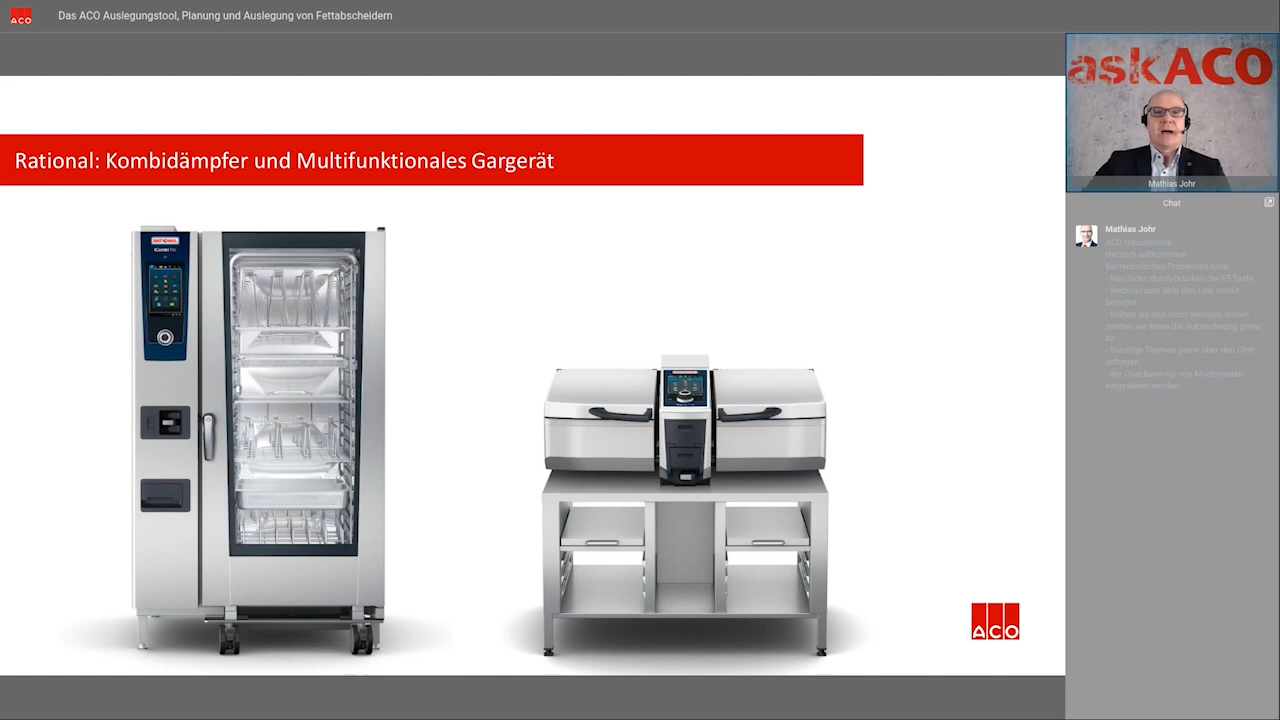 ACO
Das ACO Auslegungstool, Planung und Auslegung von Fettabscheidern
askACO
Mathias Johr
Rational: Kombidämpfer und Multifunktionales Gargerät
RATIONAL
iCombi Pro
ACO
Chat
Mathias Johr
ACO Haustechnik
Herzlich willkommen!
Bei technischen Problemen bitte:
- Neu laden durch Drücken der F5 Taste
- Webinarraum über den Link erneut
betreten
- Sollten sie sich nicht beheben lassen
senden wir Ihnen die Aufzeichnung gerne
zu.
- Sonstige Themen gerne über den Chat
anfragen
- der Chat kann nur von Moderatoren
eingesehen werden